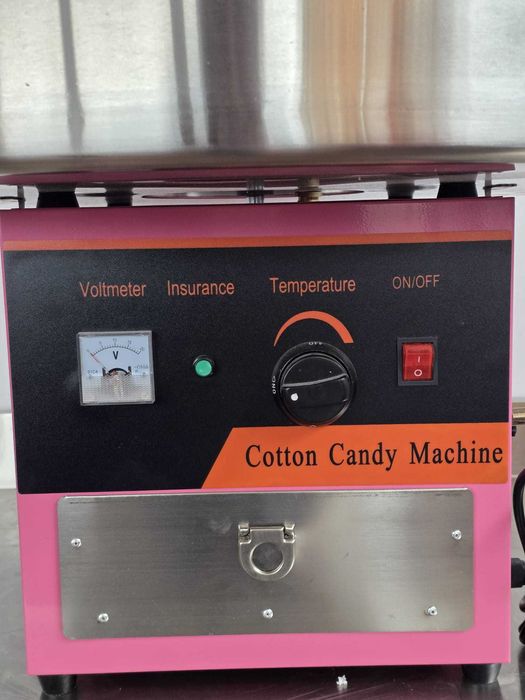 Voltmeter Insurance Temperature ON/OFF
V
OFF
ON
I
O
Cotton Candy Machine